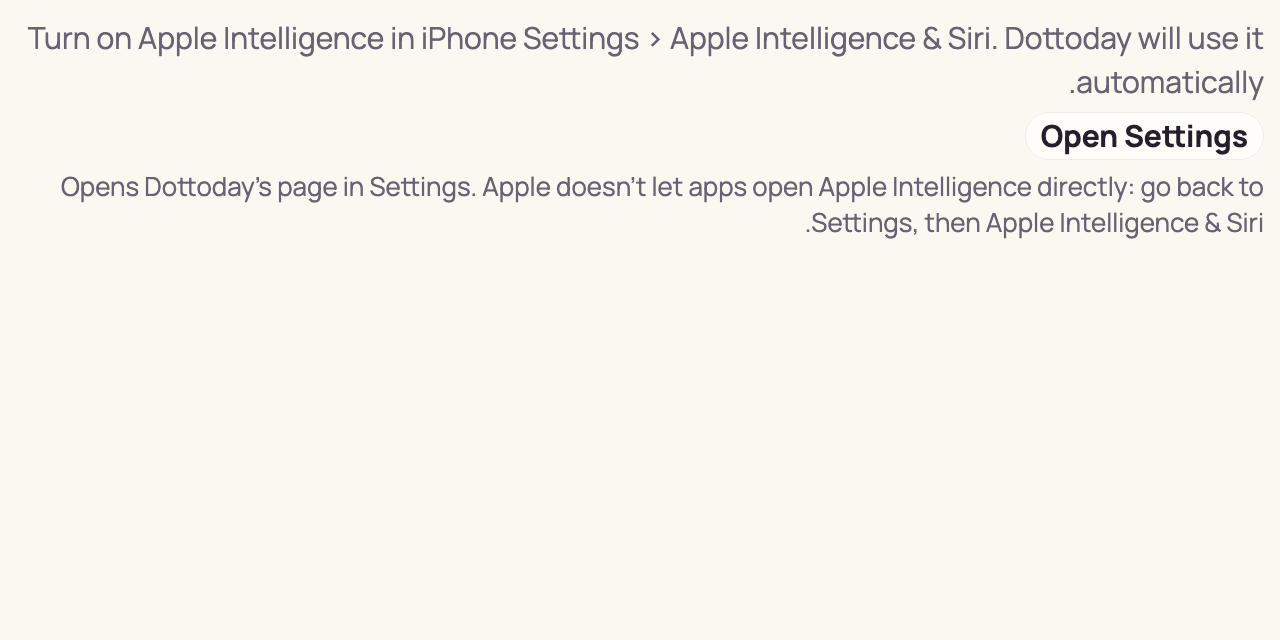 Turn on Apple Intelligence in iPhone Settings › Apple Intelligence & Siri. Dottoday will use it
.automatically
Open Settings
Opens Dottoday’s page in Settings. Apple doesn’t let apps open Apple Intelligence directly: go back to
.Settings, then Apple Intelligence & Siri